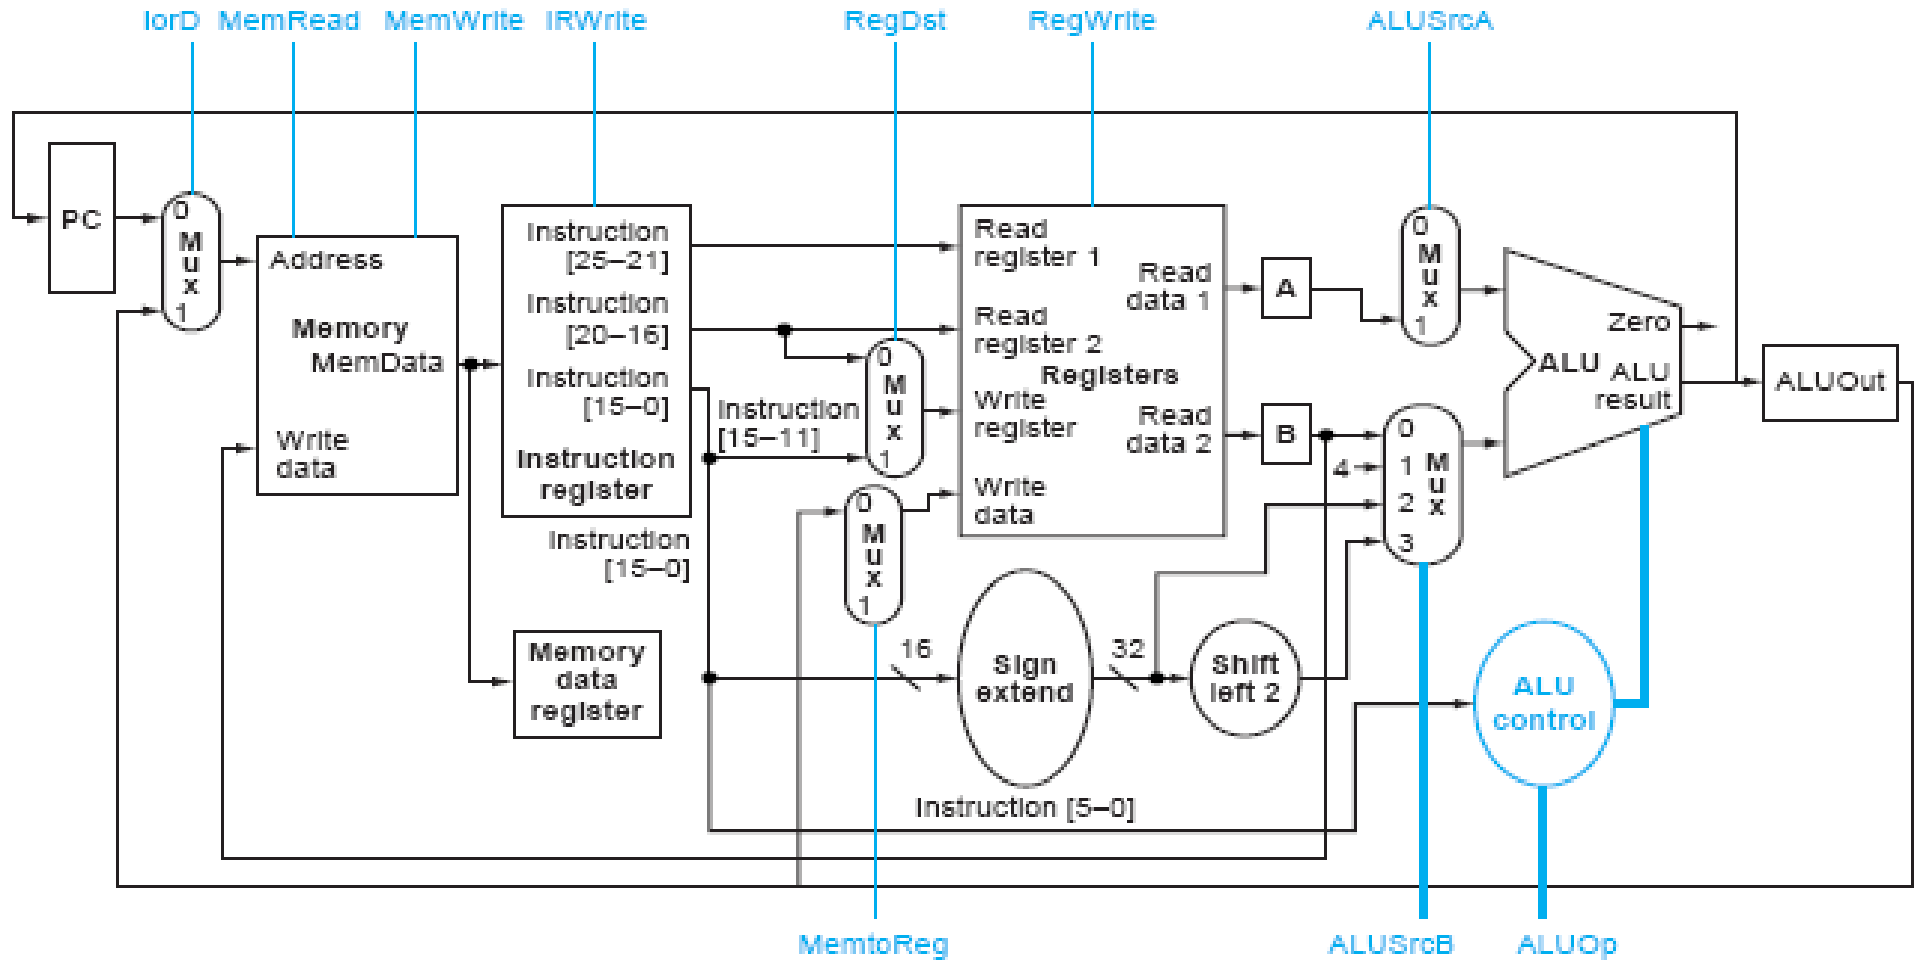 IorD MemRead MemWrite IRWrite RegDst RegWrite ALUSrcA
PC
0
M
u
x
1
Address
Memory
MemData
Write
data
Instruction
[25–21]
Instruction
[20–16]
Instruction
[15–0]
Instruction
register
Instruction
[15–0]
Memory
data
register
Instruction
[15–11]
0
M
u
x
1
0
M
u
x
1
Read
register 1
Read
register 2
Registers
Write
register
Write
data
Read
data 1
Read
data 2
A
B
4
0
M
u
x
1
0
1
2
3
M
u
x
Zero
ALU
ALU
result
ALUOut
16
Sign
extend
32
Shift
left 2
ALU
control
Instruction [5–0]
MemtoReg ALUSrcB ALUOp